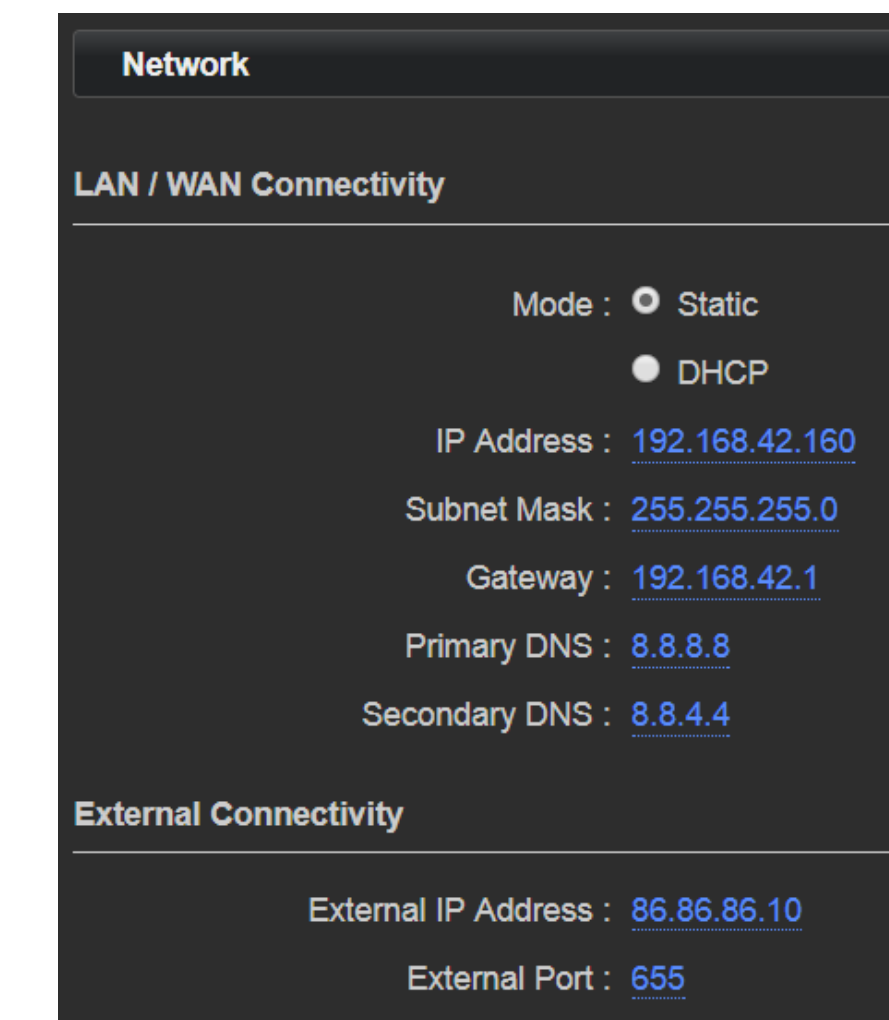 Network
LAN / WAN Connectivity
Mode : Static
DHCP
IP Address : 192.168.42.160
Subnet Mask : 255.255.255.0
Gateway : 192.168.42.1
Primary DNS : 8.8.8.8
Secondary DNS : 8.8.4.4
External Connectivity
External IP Address : 86.86.86.10
External Port : 655